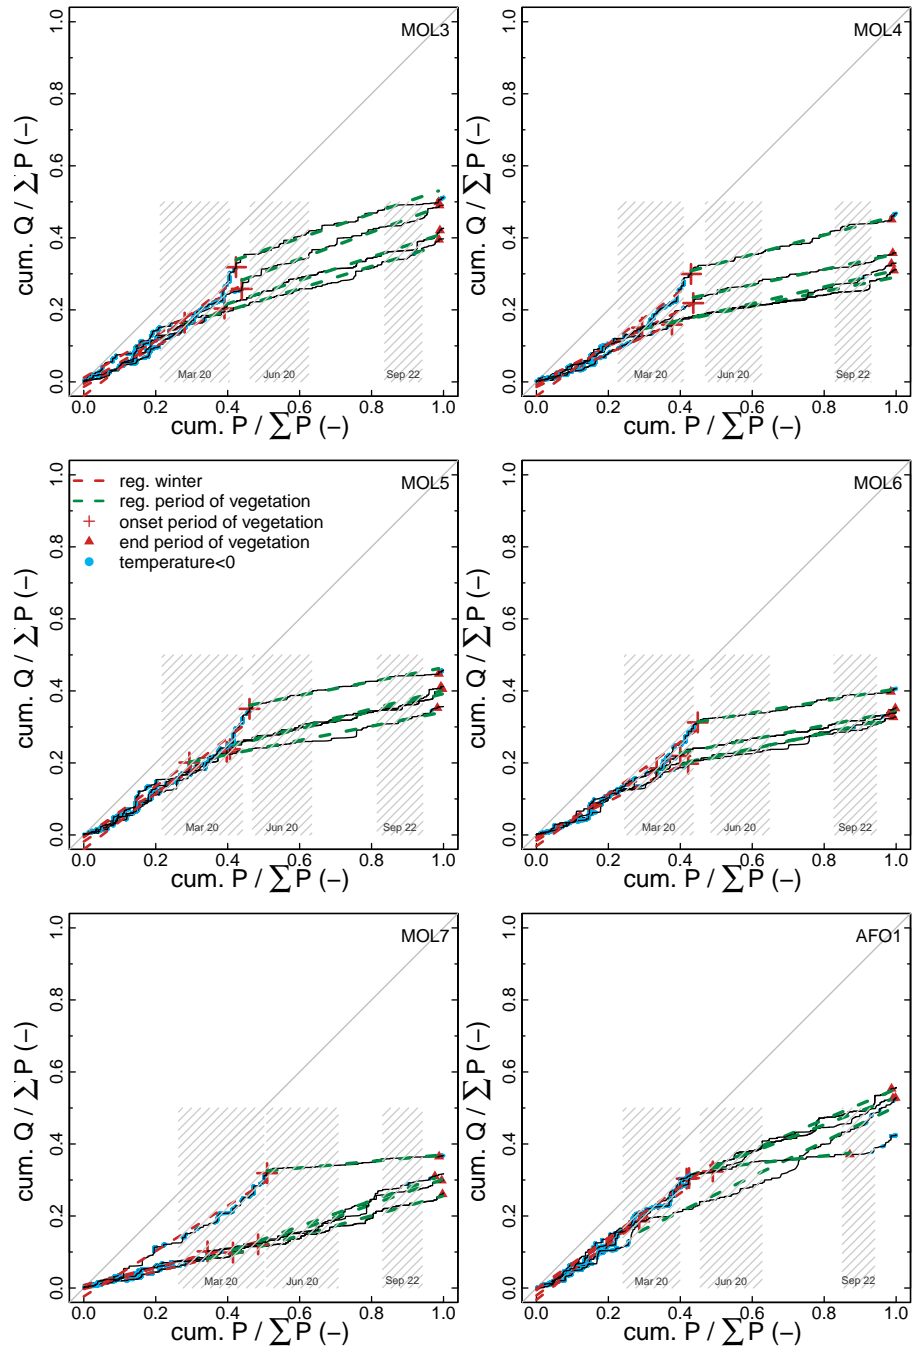 MOL3
cum. Q / ∑P (−)
0.0 0.2 0.4 0.6 0.8 1.0
Mar 20 Jun 20 Sep 22
0.0 0.2 0.4 0.6 0.8 1.0
cum. P / ∑P (−)
MOL4
cum. Q / ∑P (−)
0.0 0.2 0.4 0.6 0.8 1.0
Mar 20 Jun 20 Sep 22
0.0 0.2 0.4 0.6 0.8 1.0
cum. P / ∑P (−)
MOL5
cum. Q / ∑P (−)
0.0 0.2 0.4 0.6 0.8 1.0
reg. winter
reg. period of vegetation
onset period of vegetation
end period of vegetation
temperature<0
Mar 20 Jun 20 Sep 22
0.0 0.2 0.4 0.6 0.8 1.0
cum. P / ∑P (−)
MOL6
cum. Q / ∑P (−)
0.0 0.2 0.4 0.6 0.8 1.0
Mar 20 Jun 20 Sep 22
0.0 0.2 0.4 0.6 0.8 1.0
cum. P / ∑P (−)
MOL7
cum. Q / ∑P (−)
0.0 0.2 0.4 0.6 0.8 1.0
Mar 20 Jun 20 Sep 22
0.0 0.2 0.4 0.6 0.8 1.0
cum. P / ∑P (−)
AFO1
cum. Q / ∑P (−)
0.0 0.2 0.4 0.6 0.8 1.0
Mar 20 Jun 20 Sep 22
0.0 0.2 0.4 0.6 0.8 1.0
cum. P / ∑P (−)